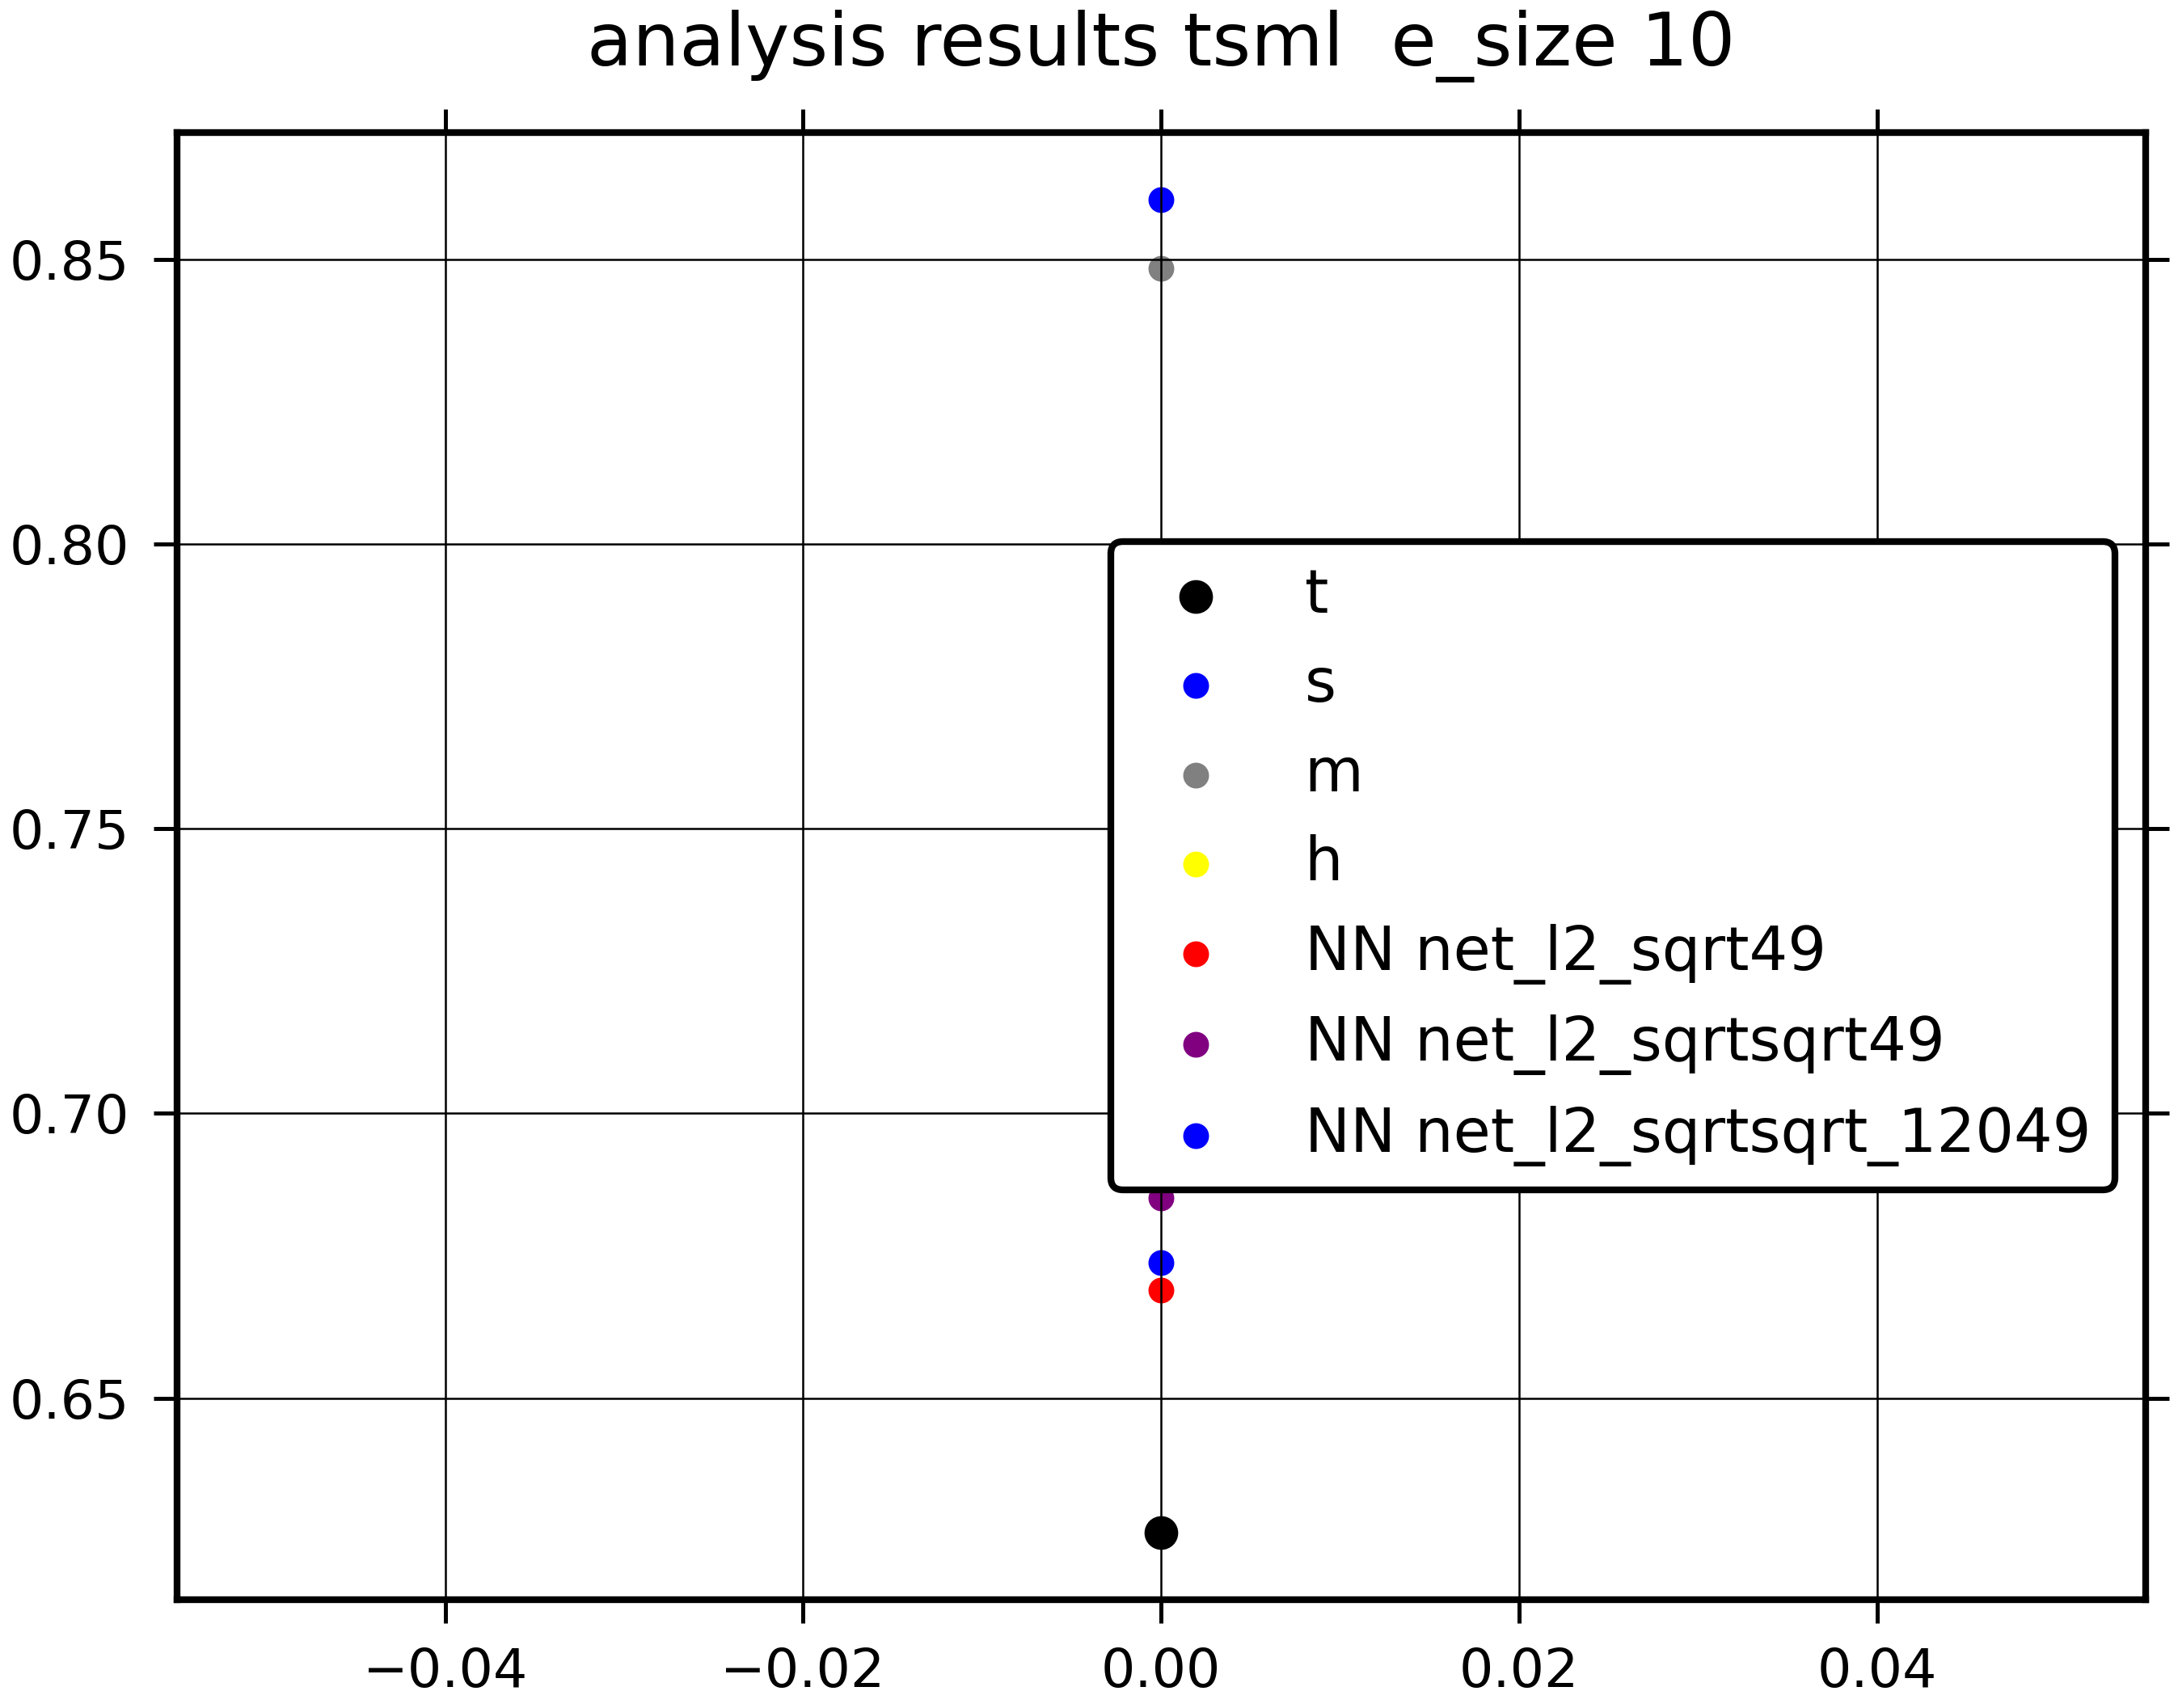 analysis results tsml  e_size 10
0.85
0.80
0.75
0.70
0.65
t
s
m
h
NN net_l2_sqrt49
NN net_l2_sqrtsqrt49
NN net_l2_sqrtsqrt_12049
−0.04 −0.02 0.00 0.02 0.04